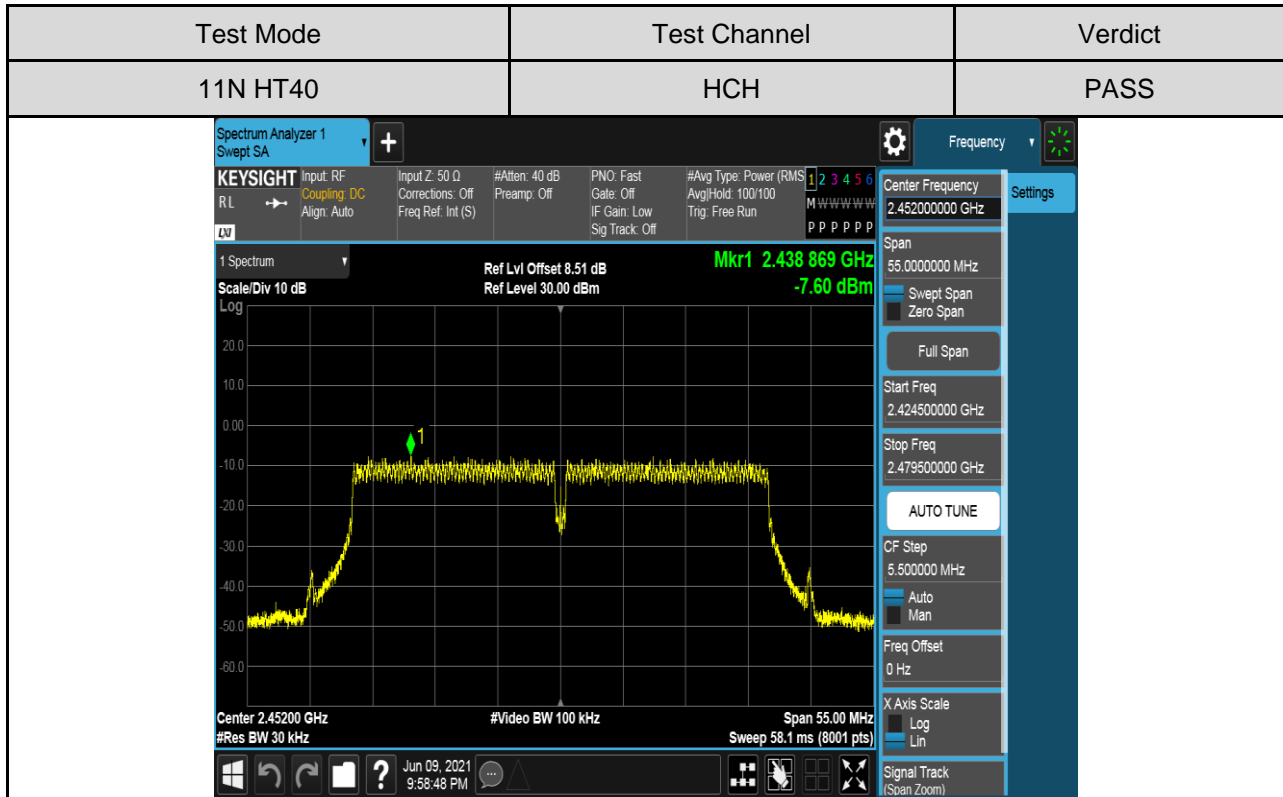 Test Mode Test Channel Verdict
11N HT40 HCH PASS
Spectrum Analyzer 1
Swept SA
+
Frequency
KEYSIGHT Input: RF Input Z: 50 Ω #Atten: 40 dB PNO: Fast #Avg Type: Power (RMS 1 2 3 4 5 6
Coupling: DC Corrections: Off Preamp: Off Gate: Off Avg|Hold: 100/100 M W W W W W
RL Align: Auto Freq Ref: Int (S) IF Gain: Low Trig: Free Run
LXI Sig Track: Off P P P P P P
1 Spectrum
Ref Lvl Offset 8.51 dB
Mkr1 2.438 869 GHz
Scale/Div 10 dB Ref Level 30.00 dBm -7.60 dBm
Log
20.0
10.0
0.00
1
-10.0
-20.0
-30.0
-40.0
-50.0
-60.0
Center 2.45200 GHz #Video BW 100 kHz Span 55.00 MHz
#Res BW 30 kHz Sweep 58.1 ms (8001 pts)
Center Frequency
2.452000000 GHz
Settings
Span
55.0000000 MHz
Swept Span
Zero Span
Full Span
Start Freq
2.424500000 GHz
Stop Freq
2.479500000 GHz
AUTO TUNE
CF Step
5.500000 MHz
Auto
Man
Freq Offset
0 Hz
X Axis Scale
Log
Lin
Signal Track
(Span Zoom)
? Jun 09, 2021
9:58:48 PM